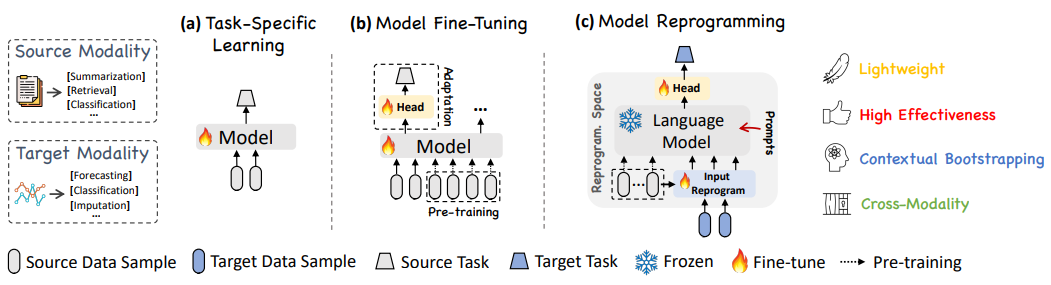 Source Modality
[Summarization]
[Retrieval]
[Classification]
...
Target Modality
[Forecasting]
[Classification]
[Imputation]
...
(a) Task-Specific
Learning
Model
(b) Model Fine-Tuning
Head
Adaptation
...
Model
Pre-training
(c) Model Reprogramming
Head
Reprogram. Space
Language
Model
Prompts
...
Input
Reprogram
Lightweight
High Effectiveness
Contextual Bootstrapping
Cross-Modality
Source Data Sample
Target Data Sample
Source Task
Target Task
Frozen
Fine-tune
Pre-training